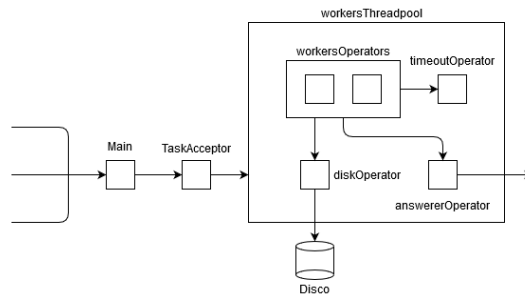 workersThreadpool
workersOperators
timeoutOperator
Main
TaskAcceptor
diskOperator
answererOperator
Disco